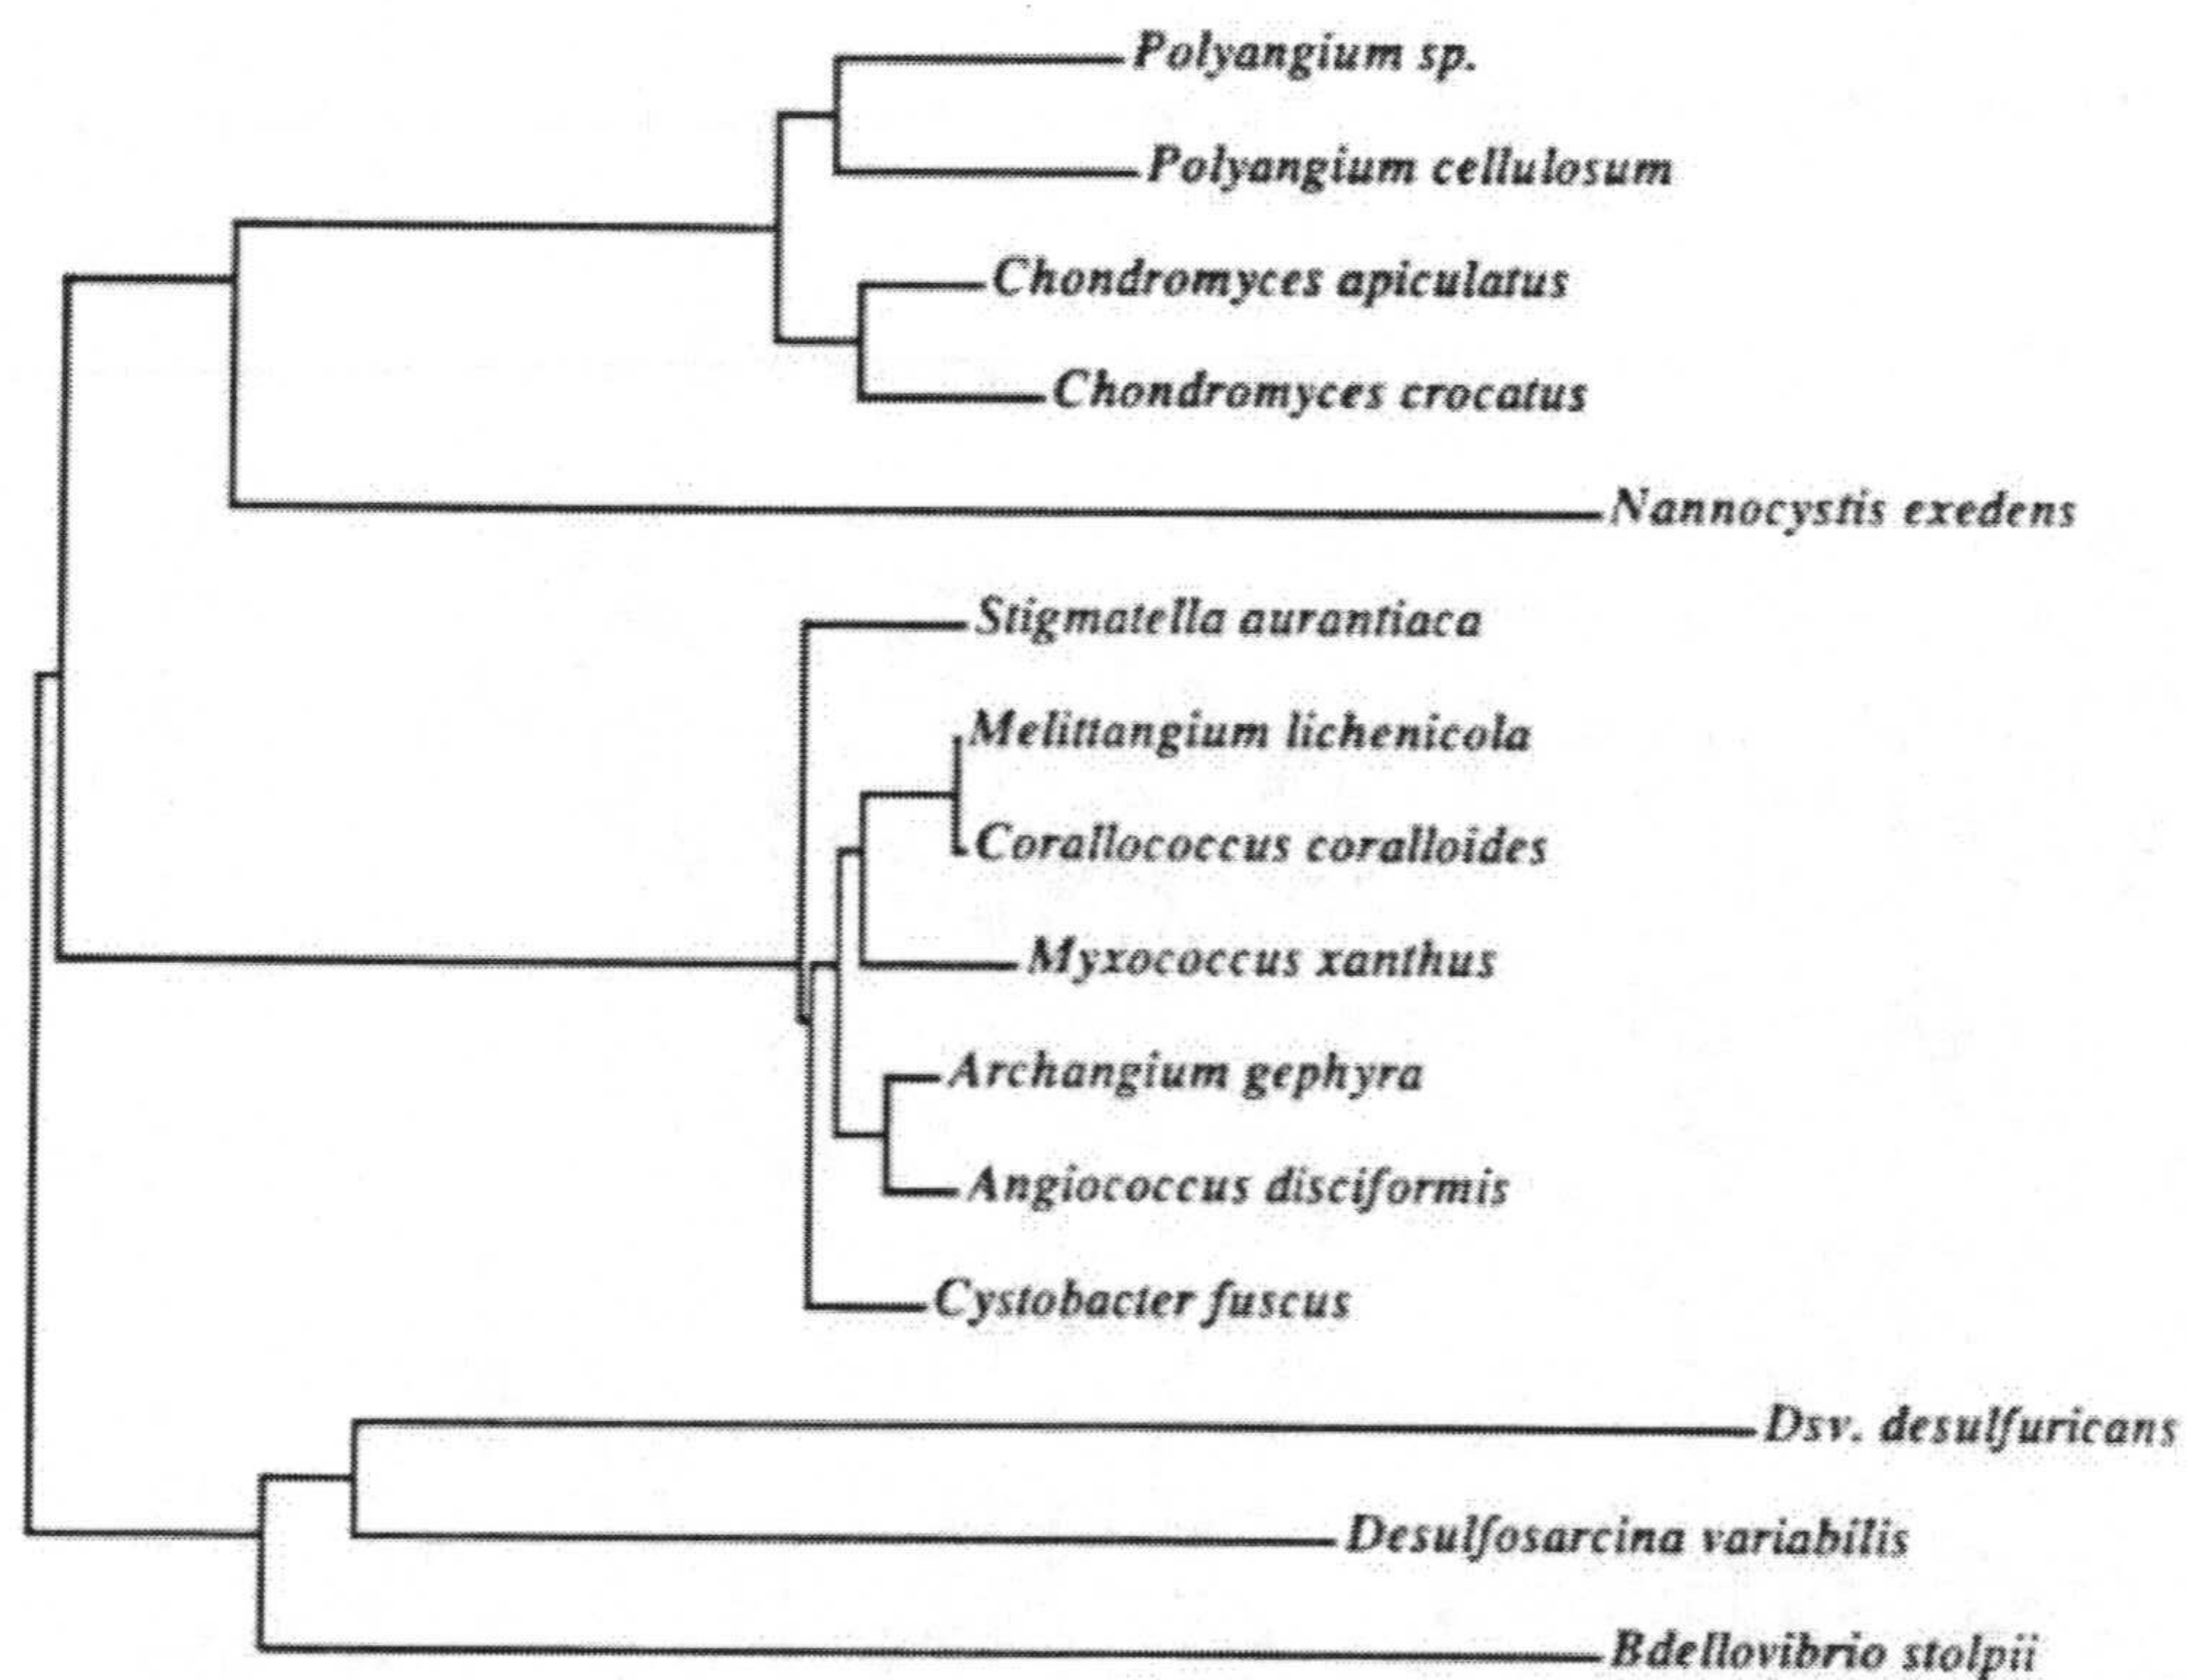 Polyangium sp.
Polyangium cellulosum
Chondromyces apiculatus
Chondromyces crocatus
Nannocystis exedens
Stigmatella aurantiaca
Melittangium lichenicola
Corallococcus coralloides
Myxococcus xanthus
Archangium gephyra
Angiococcus disciformis
Cystobacter fuscus
Dsv. desulfuricans
Desulfosarcina variabilis
Bdellovibrio stolpii